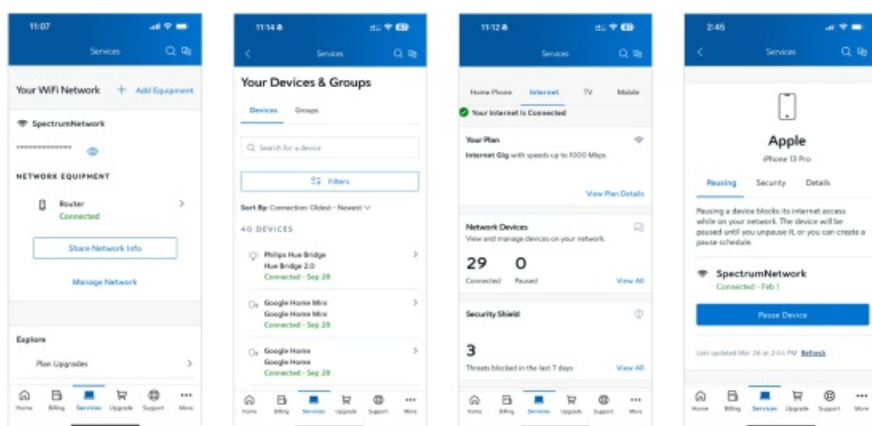 11:07
Services
Your WiFi Network + Add Equipment
SpectrumNetwork
NETWORK EQUIPMENT
Router
Connected
Share Network Info
Manage Network
Explore
Plan Upgrades
Home Billing Services Upgrade Support More
11:14
Services
Your Devices & Groups
Devices Groups
Search for a device
Filters
Sort By: Connection: Oldest - Newest
40 DEVICES
Philips Hue Bridge
Hue Bridge 2.0
Connected - Sep 28
Google Home Mini
Google Home Mini
Connected - Sep 28
Google Home
Google Home
Connected - Sep 28
Home Billing Services Upgrade Support More
11:12
Services
Home Phone Internet TV Mobile
Your Internet Is Connected
Your Plan
Internet Gig with speeds up to 1000 Mbps
View Plan Details
Network Devices
View and manage devices on your network.
29 0
Connected Paused View All
Security Shield
3
Threats blocked in the last 7 days View All
Home Billing Services Upgrade Support More
2:46
Services
Apple
iPhone 13 Pro
Pausing Security Details
Pausing a device blocks its internet access
while on your network. The device will be
paused until you unpause it, or you can create a
pause schedule.
SpectrumNetwork
Connected - Feb 1
Pause Device
Last updated Mar 26 at 2:44 PM Refresh
Home Billing Services Upgrade Support More